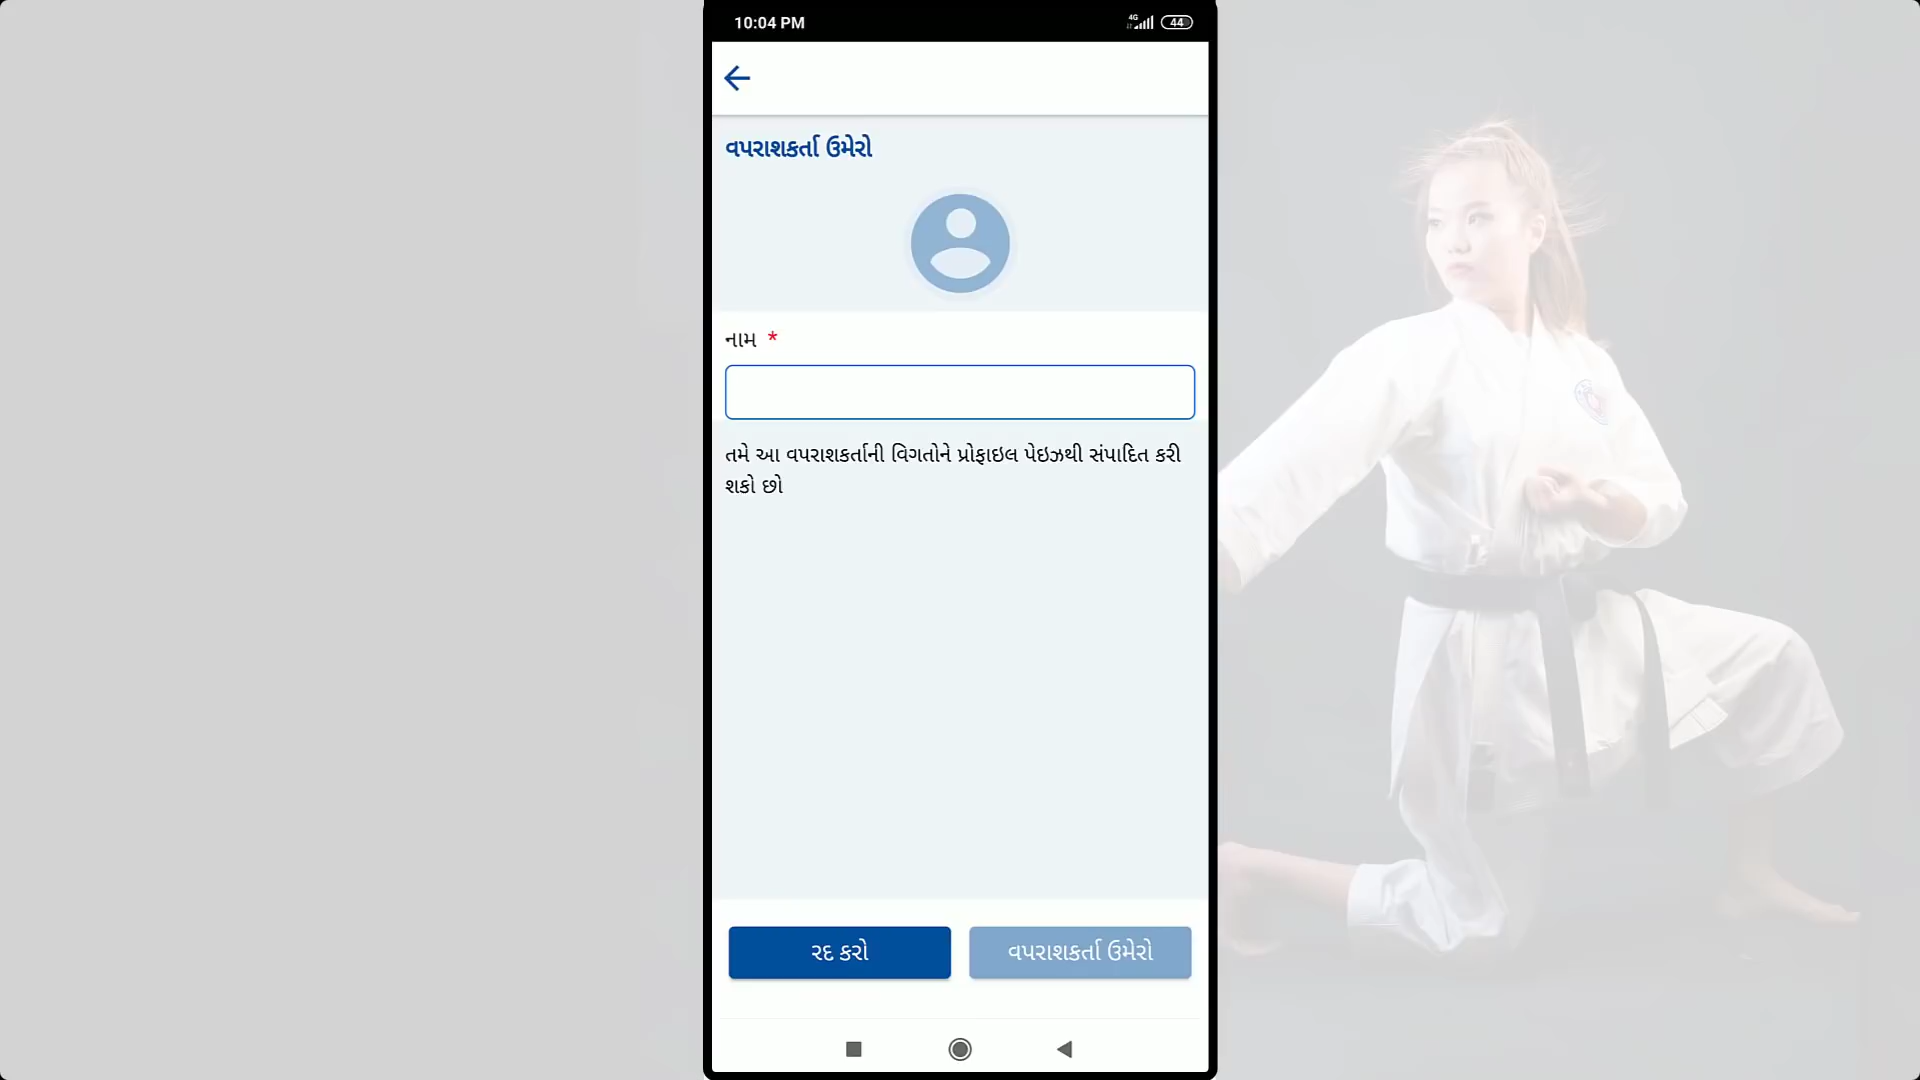 10:04 PM
4G
44
વપરાશકર્તા ઉમેરો
નામ *
તમે આ વપરાશકર્તાની વિગતોને પ્રોફાઇલ પેઇઝથી સંપાદિત કરી
શકો છો
રદ કરો
વપરાશકર્તા ઉમેરો